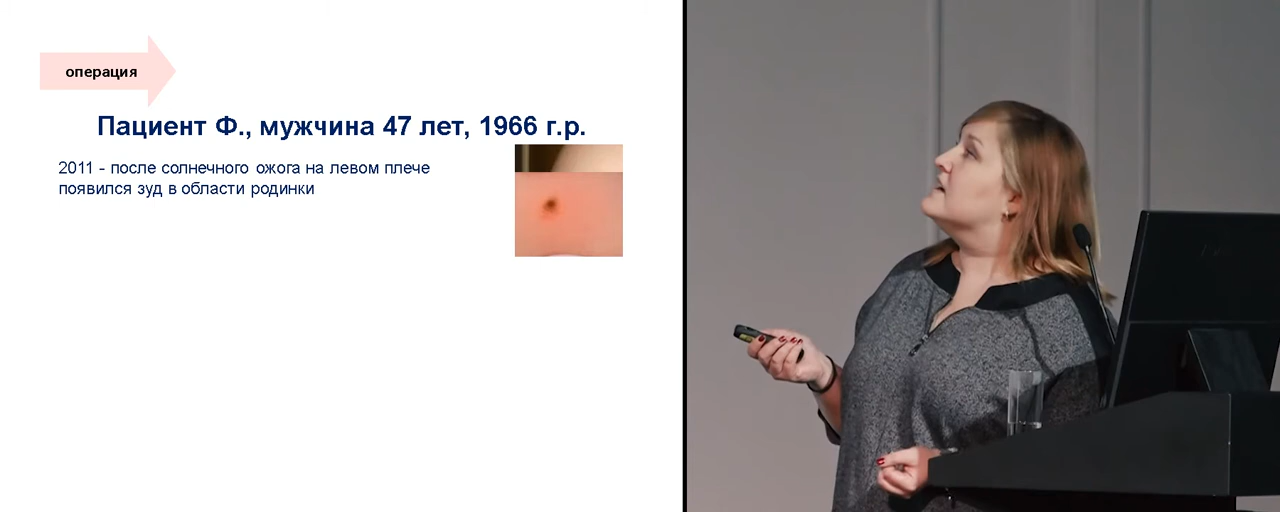 операция
Пациент Ф., мужчина 47 лет, 1966 г.р.
2011 - после солнечного ожога на левом плече
появился зуд в области родинки